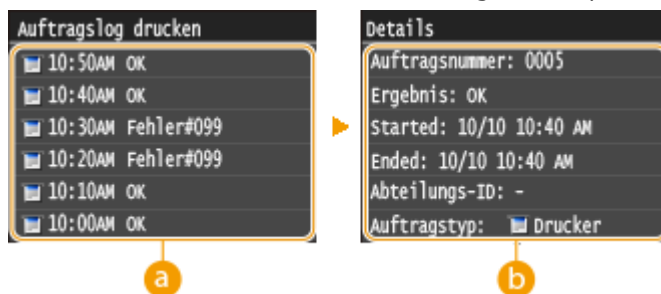 Auftragslog drucken
10:50AM OK
10:40AM OK
10:30AM Fehler#099
10:20AM Fehler#099
10:10AM OK
10:00AM OK
a
Details
Auftragsnummer: 0005
Ergebnis: OK
Started: 10/10 10:40 AM
Ended: 10/10 10:40 AM
Abteilungs-ID: -
Auftragstyp: Drucker
b